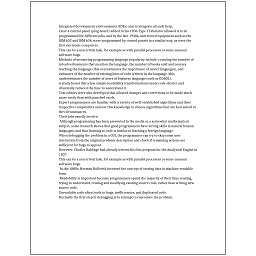 Integrated development environments (IDEs) aim to integrate all such help.
Later a control panel (plug board) added to his 1906 Type I Tabulator allowed it to be
programmed for different jobs, and by the late 1940s, unit record equipment such as the
IBM 602 and IBM 604, were programmed by control panels in a similar way, as were the
first electronic computers.
This can be a non-trivial task, for example as with parallel processes or some unusual
software bugs.
Methods of measuring programming language popularity include: counting the number of
job advertisements that mention the language, the number of books sold and courses
teaching the language (this overestimates the importance of newer languages), and
estimates of the number of existing lines of code written in the language (this
underestimates the number of users of business languages such as COBOL).
A study found that a few simple readability transformations made code shorter and
drastically reduced the time to understand it.
Text editors were also developed that allowed changes and corrections to be made much
more easily than with punched cards.
Expert programmers are familiar with a variety of well-established algorithms and their
respective complexities and use this knowledge to choose algorithms that are best suited to
the circumstances.
Their jobs usually involve:
Although programming has been presented in the media as a somewhat mathematical
subject, some research shows that good programmers have strong skills in natural human
languages, and that learning to code is similar to learning a foreign language.
When debugging the problem in a GUI, the programmer can try to skip some user
interaction from the original problem description and check if remaining actions are
sufficient for bugs to appear.
However, Charles Babbage had already written his first program for the Analytical Engine in
1837.
This can be a non-trivial task, for example as with parallel processes or some unusual
software bugs.
In the 1880s, Herman Hollerith invented the concept of storing data in machine-readable
form.
Readability is important because programmers spend the majority of their time reading,
trying to understand, reusing and modifying existing source code, rather than writing new
source code.
Unreadable code often leads to bugs, inefficiencies, and duplicated code.
Normally the first step in debugging is to attempt to reproduce the problem.